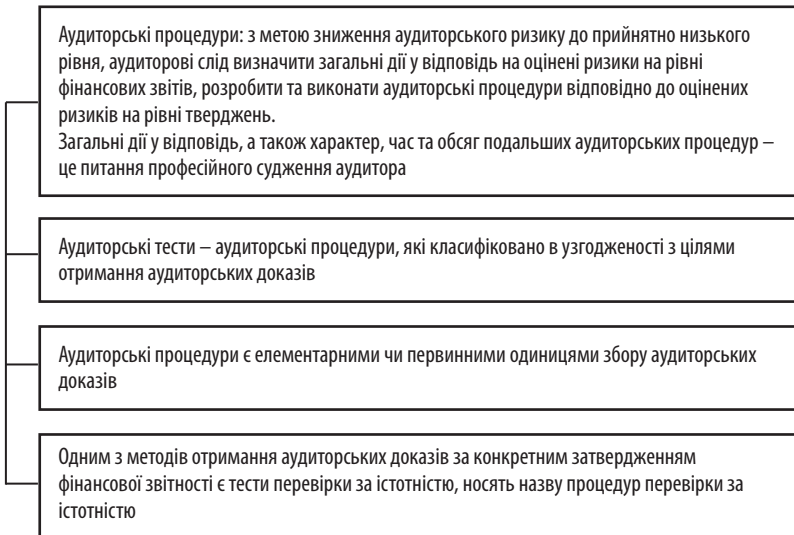 Аудиторські процедури: з метою зниження аудиторського ризику до прийнятно низького
рівня, аудиторові слід визначити загальні дії у відповідь на оцінені ризики на рівні
фінансових звітів, розробити та виконати аудиторські процедури відповідно до оцінених
ризиків на рівні тверджень.
Загальні дії у відповідь, а також характер, час та обсяг подальших аудиторських процедур –
це питання професійного судження аудитора
Аудиторські тести – аудиторські процедури, які класифіковано в узгодженості з цілями
отримання аудиторських доказів
Аудиторські процедури є елементарними чи первинними одиницями збору аудиторських
доказів
Одним з методів отримання аудиторських доказів за конкретним затвердженням
фінансової звітності є тести перевірки за істотністю, носять назву процедур перевірки за
істотністю